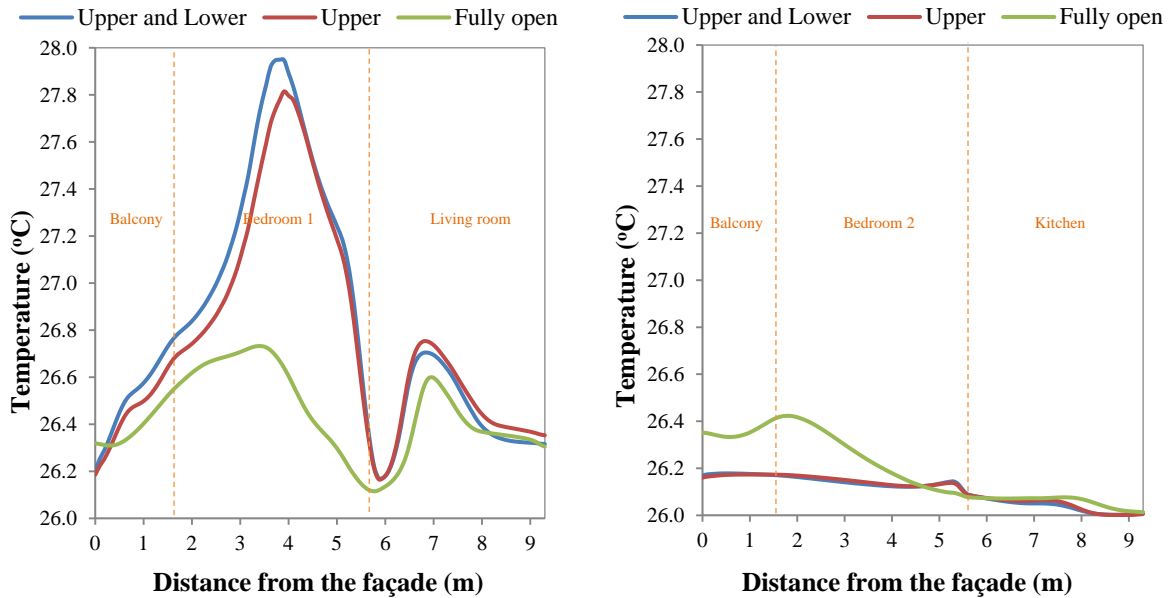 Upper and Lower Upper Fully open
28.0
27.8
27.6
27.4
27.2
27.0
26.8
26.6
26.4
26.2
26.0
Temperature (ºC)
Balcony Bedroom 1 Living room
0 1 2 3 4 5 6 7 8 9
Distance from the façade (m)
Upper and Lower Upper Fully open
28.0
27.8
27.6
27.4
27.2
27.0
26.8
26.6
26.4
26.2
26.0
Temperature (ºC)
Balcony Bedroom 2 Kitchen
0 1 2 3 4 5 6 7 8 9
Distance from the façade (m)